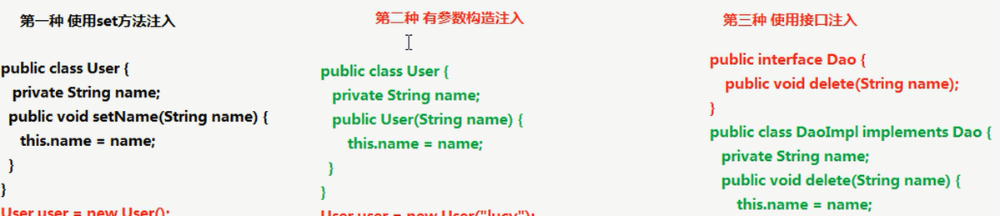 第一种 使用set方法注入
public class User {
private String name;
public void setName(String name) {
this.name = name;
}
}
User user = new User();
第二种 有参数构造注入
public class User {
private String name;
public User(String name) {
this.name = name;
}
}
User user = new User("lucy");
第三种 使用接口注入
public interface Dao {
public void delete(String name);
}
public class DaoImpl implements Dao {
private String name;
public void delete(String name) {
this.name = name;